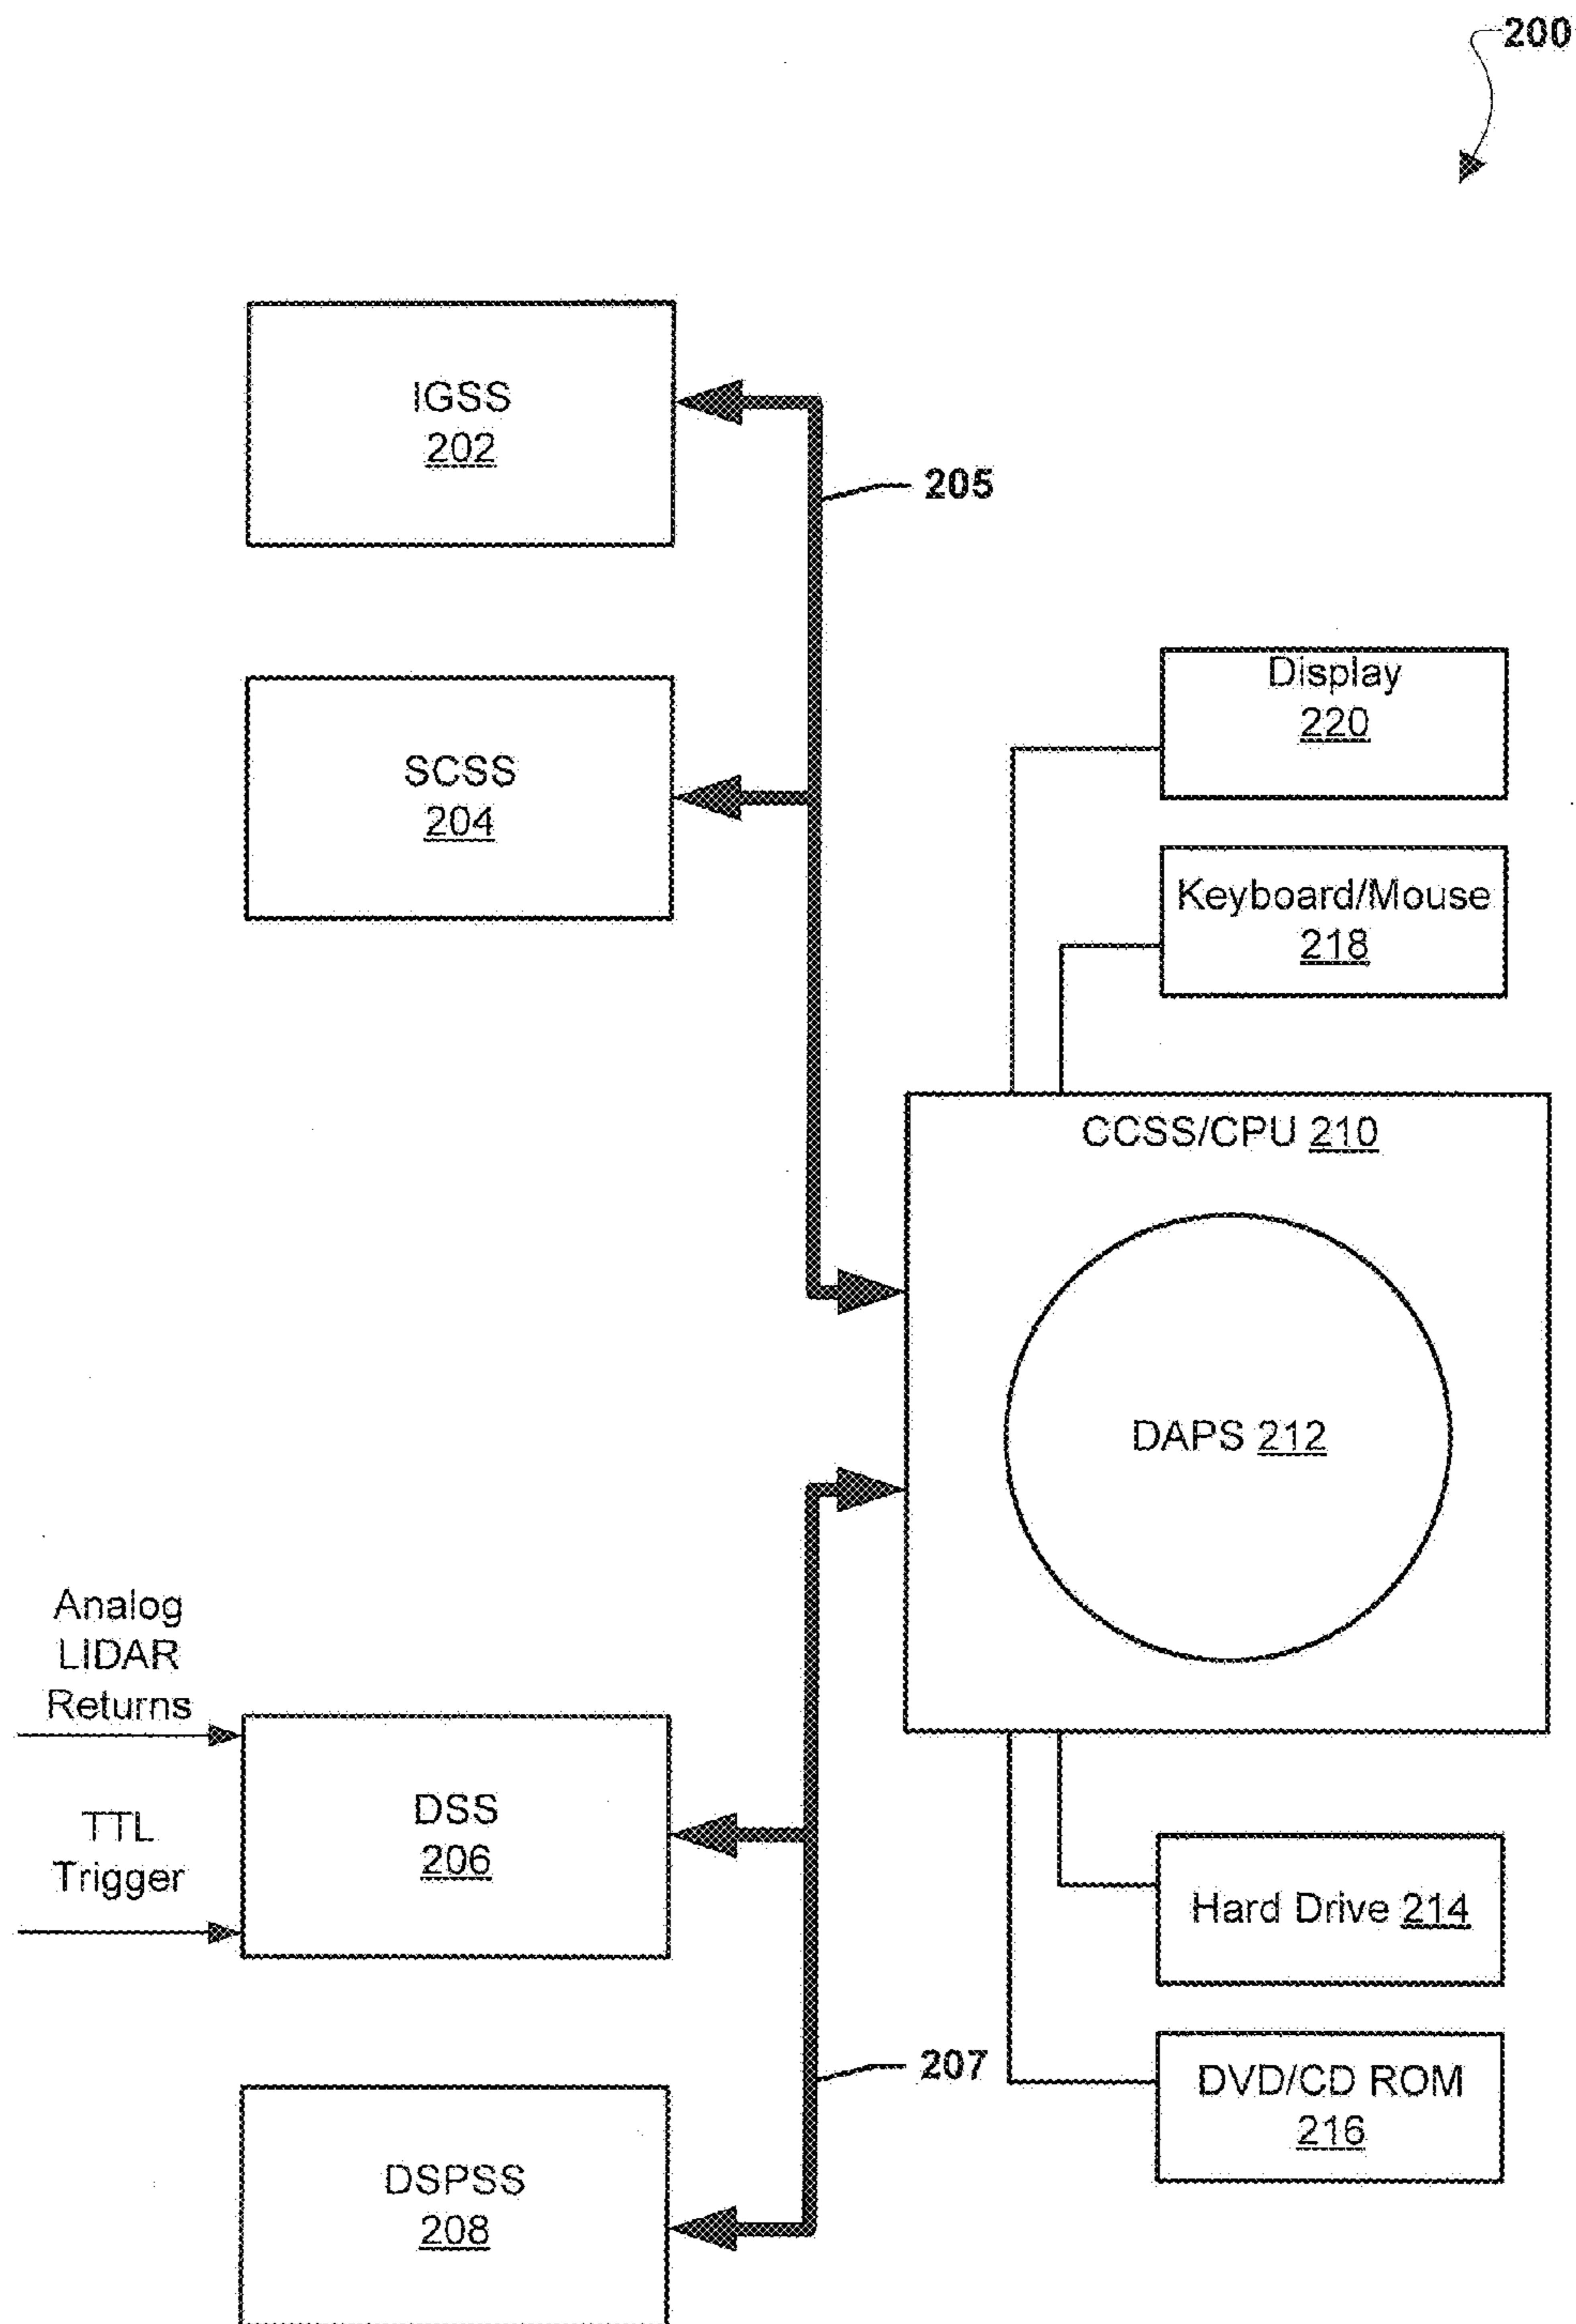 200
IGSS
202
205
SCSS
204
Display
220
Keyboard/Mouse
218
CCSS/CPU 210
DAPS 212
Analog
LIDAR
Returns
TTL
Trigger
DSS
206
Hard Drive 214
207
DVD/CD ROM
216
DSPSS
208